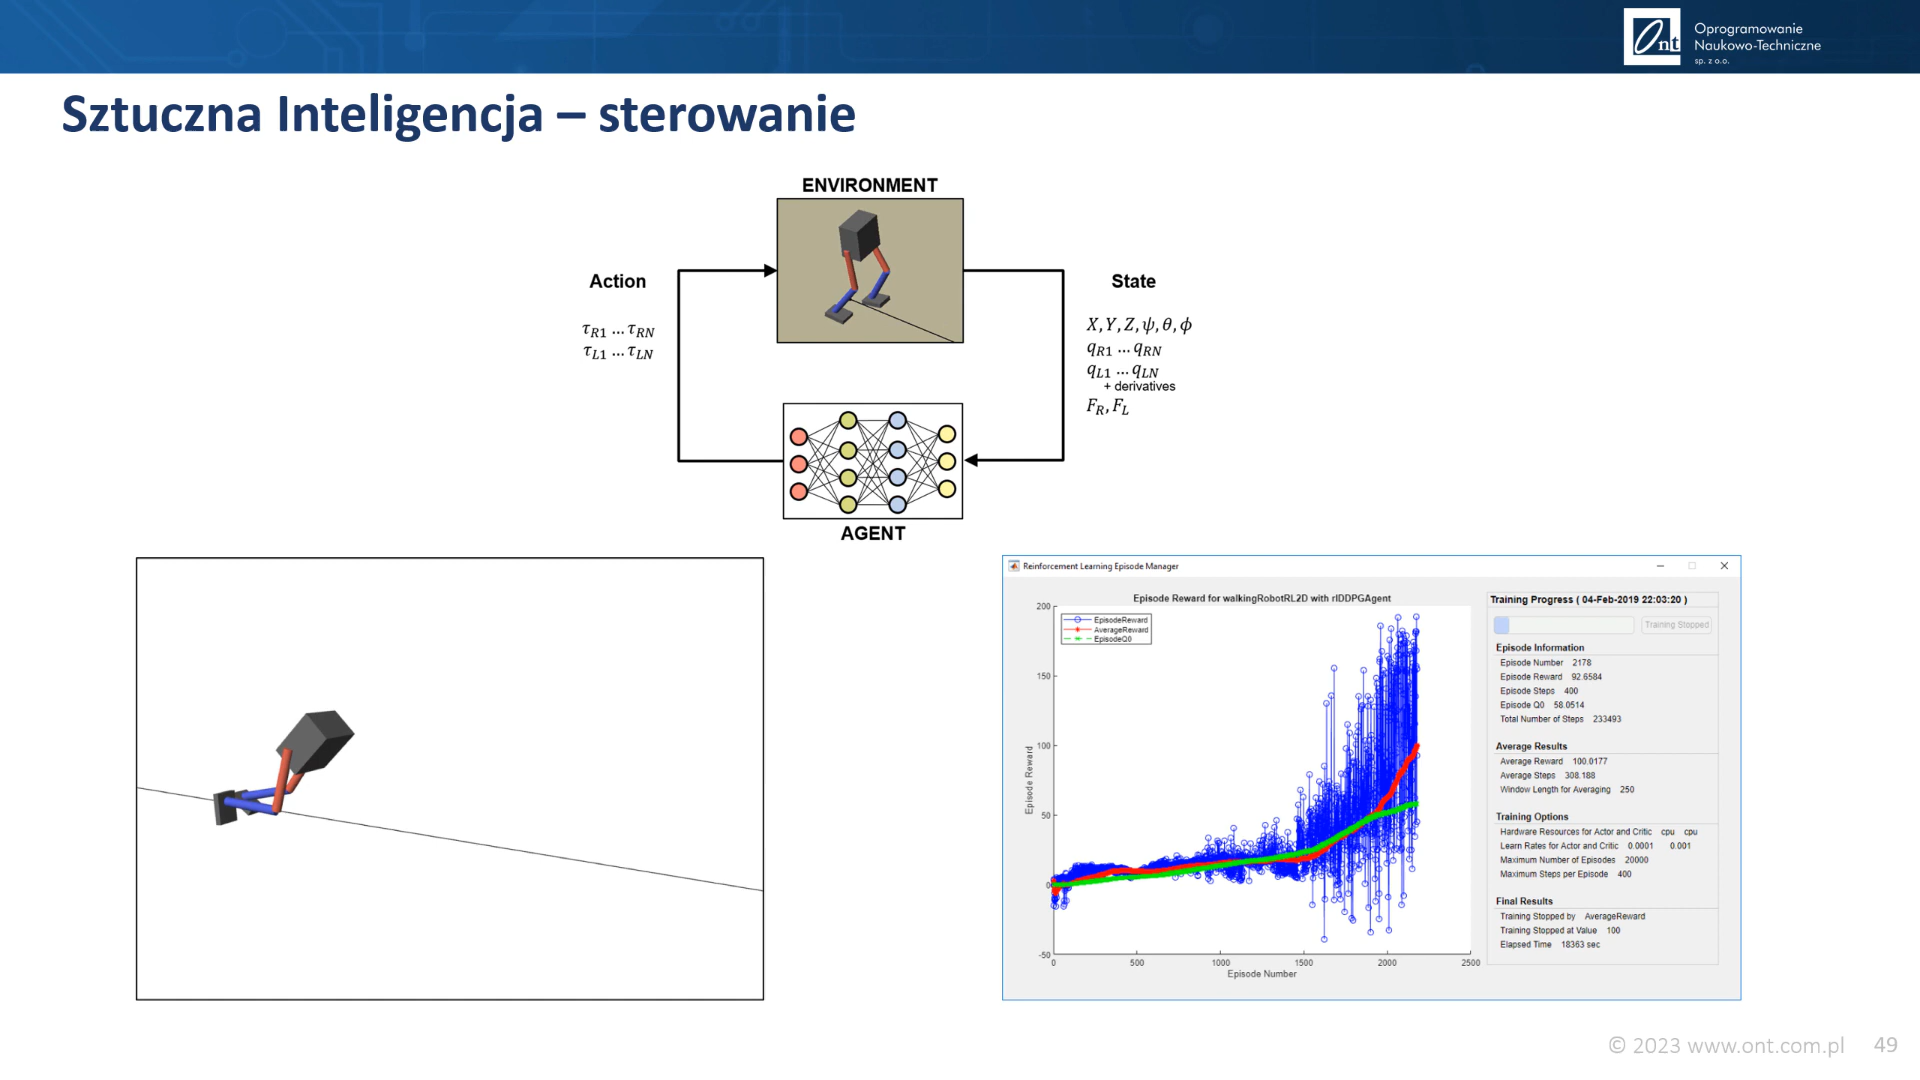 Ont
Oprogramowanie
Naukowo-Techniczne
sp. z o.o.
Sztuczna Inteligencja – sterowanie
ENVIRONMENT
Action
τR1 ... τRN
τL1 ... τLN
State
X, Y, Z, ψ, θ, ϕ
qR1 ... qRN
qL1 ... qLN
+ derivatives
FR, FL
AGENT
Reinforcement Learning Episode Manager
Episode Reward for walkingRobotRL2D with rlDDPGAgent
EpisodeReward
AverageReward
EpisodeQ0
200
150
100
50
0
-50
Episode Reward
0 500 1000 1500 2000 2500
Episode Number
Training Progress ( 04-Feb-2019 22:03:20 )
Training Stopped
Episode Information
Episode Number 2178
Episode Reward 92.6584
Episode Steps 400
Episode Q0 58.0514
Total Number of Steps 233493
Average Results
Average Reward 100.0177
Average Steps 308.188
Window Length for Averaging 250
Training Options
Hardware Resources for Actor and Critic cpu cpu
Learn Rates for Actor and Critic 0.0001 0.001
Maximum Number of Episodes 20000
Maximum Steps per Episode 400
Final Results
Training Stopped by AverageReward
Training Stopped at Value 100
Elapsed Time 18363 sec
© 2023 www.ont.com.pl 49